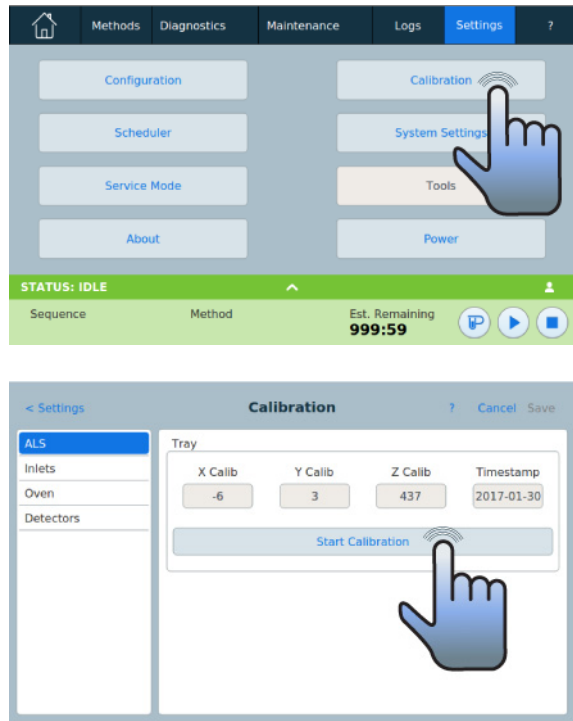 Methods Diagnostics Maintenance Logs Settings ?
Configuration Calibration
Scheduler System Settings
Service Mode Tools
About Power
STATUS: IDLE
Sequence Method Est. Remaining
999:59
< Settings Calibration ? Cancel Save
ALS Tray
Inlets X Calib Y Calib Z Calib Timestamp
Oven -6 3 437 2017-01-30
Detectors
Start Calibration